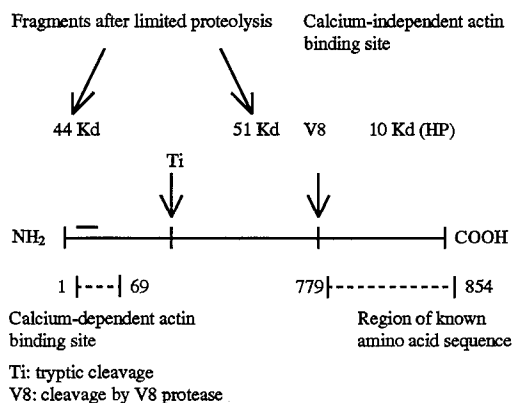 Fragments after limited proteolysis
Calcium-independent actin
binding site
44 Kd
51 Kd
V8
10 Kd (HP)
Ti
NH₂
COOH
1
69
779
854
Calcium-dependent actin
binding site
Region of known
amino acid sequence
Ti: tryptic cleavage
V8: cleavage by V8 protease